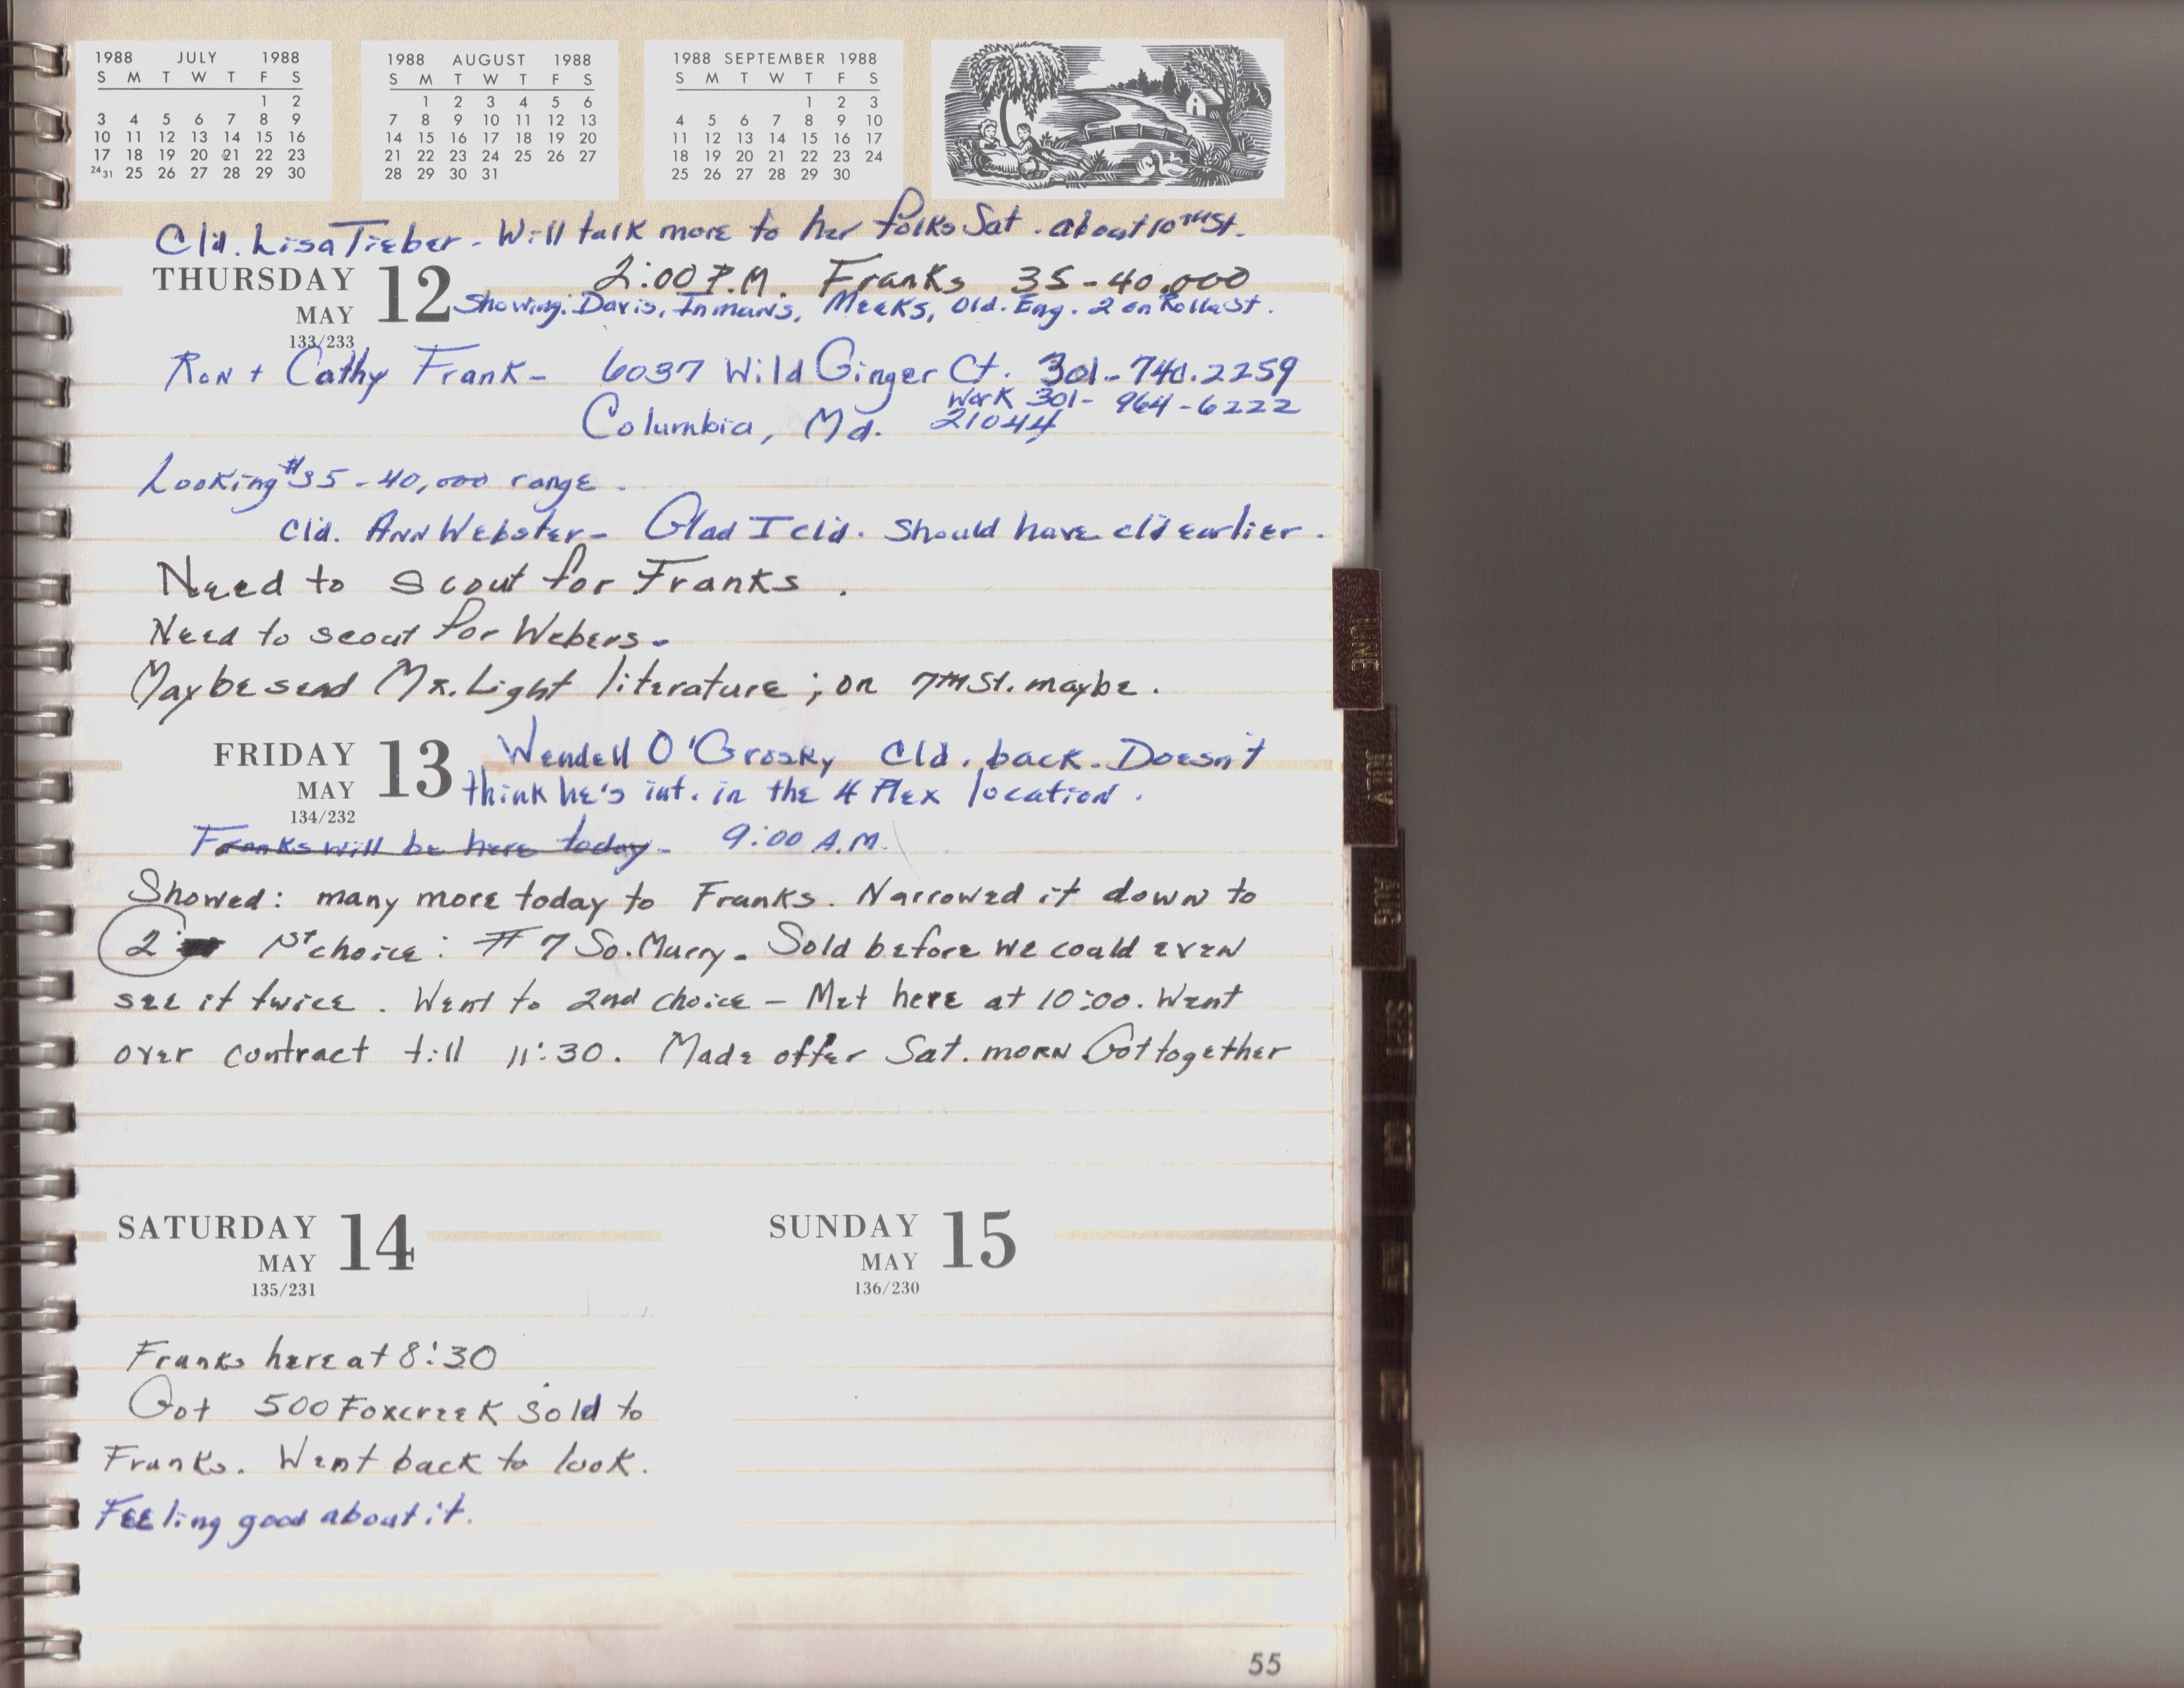 1988 JULY 1988
S M T W T F S
1 2
3 4 5 6 7 8 9
10 11 12 13 14 15 16
17 18 19 20 21 22 23
24 31 25 26 27 28 29 30
1988 AUGUST 1988
S M T W T F S
1 2 3 4 5 6
7 8 9 10 11 12 13
14 15 16 17 18 19 20
21 22 23 24 25 26 27
28 29 30 31
1988 SEPTEMBER 1988
S M T W T F S
1 2 3
4 5 6 7 8 9 10
11 12 13 14 15 16 17
18 19 20 21 22 23 24
25 26 27 28 29 30
Cld. Lisa Tieber - Will talk more to her folks Sat. about 10TH St.
THURSDAY 12 2:00 P.M. Franks 35-40,000
MAY Showing: Davis, Inmans, Meeks, Old. Eng. 2 on Rolla St.
133/233
Ron + Cathy Frank - 6037 Wild Ginger Ct. 301-740.2259
Work 301-964-6222
Columbia, Md. 21044
Looking $35-40,000 range.
Cld. Ann Webster - Glad I cld. Should have cld earlier.
Need to scout for Franks.
Need to scout for Webers.
Maybe send Mr. Light literature; on 7TH St. maybe.
FRIDAY 13 Wendell O'Grosky Cld. back. Doesn't
MAY think he's int. in the 4 Plex location.
134/232
Franks will be here today - 9:00 A.M.
Showed: many more today to Franks. Narrowed it down to
2 1st choice: #7 So. Murry. Sold before we could even
see it twice. Went to 2nd choice - Met here at 10:00. Went
over contract till 11:30. Made offer Sat. morn Got together
SATURDAY 14
MAY
135/231
Franks here at 8:30
Got 500 Foxcreek sold to
Franks. Went back to look.
Feeling good about it.
SUNDAY 15
MAY
136/230
JUNE
JULY
AUG
SEPT
55